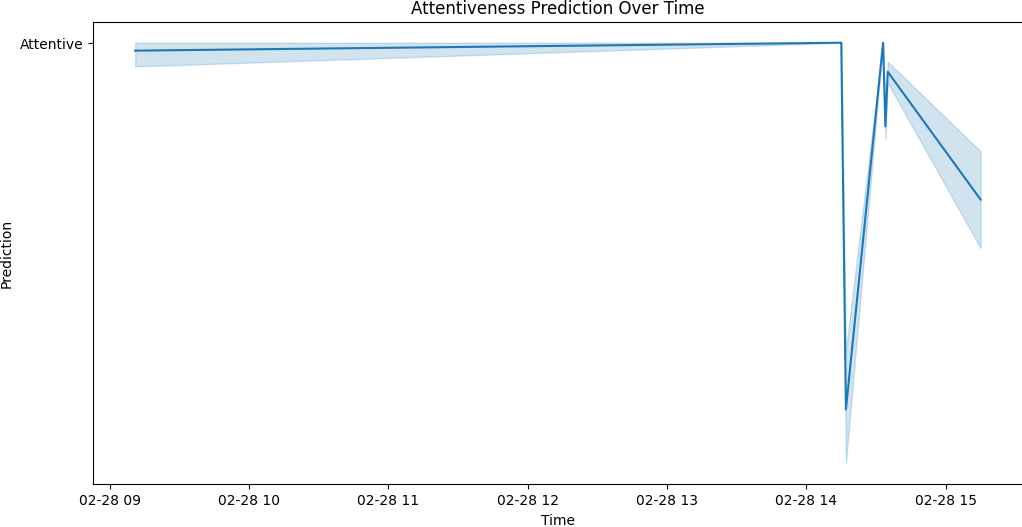 Attentiveness Prediction Over Time
Attentive
Prediction
02-28 09
02-28 10
02-28 11
02-28 12
02-28 13
02-28 14
02-28 15
Time